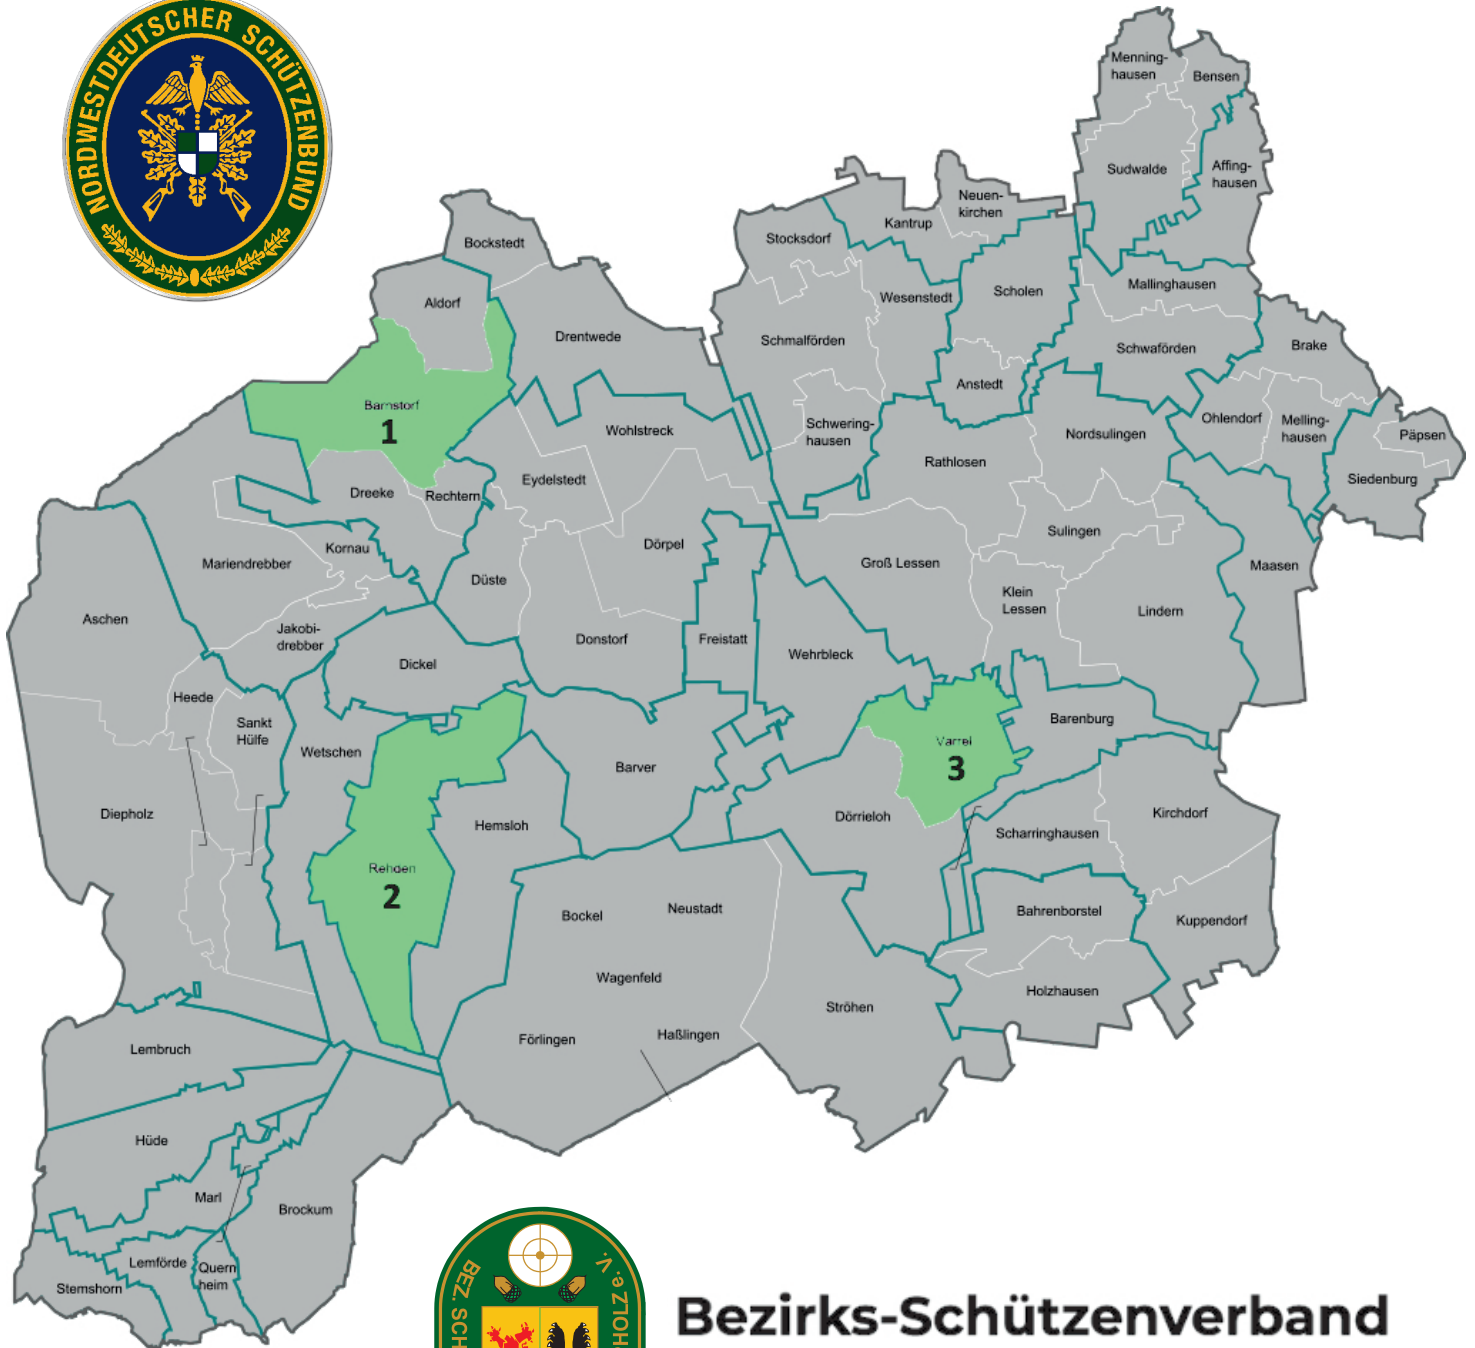 NORDWESTDEUTSCHER SCHÜTZENBUND
Menning-
hausen
Bensen
Sudwalde
Affing-
hausen
Neuen-
kirchen
Kantrup
Stocksdorf
Bockstedt
Aldorf
Mallinghausen
Scholen
Wesenstedt
Drentwede
Schmalförden
Schwaförden
Brake
Anstedt
Barnstorf
1
Ohlendorf
Melling-
hausen
Schwering-
hausen
Wohlstreck
Nordsulingen
Päpsen
Rathlosen
Eydelstedt
Siedenburg
Dreeke
Rechtern
Sulingen
Dörpel
Kornau
Mariendrebber
Groß Lessen
Maasen
Düste
Klein
Lessen
Lindern
Aschen
Jakobi-
drebber
Donstorf
Freistatt
Wehrbleck
Dickel
Heede
Sankt
Hülfe
Barenburg
Wetschen
Varrel
3
Barver
Diepholz
Hemsloh
Dörrieloh
Kirchdorf
Scharringhausen
Rehden
2
Bockel
Neustadt
Bahrenborstel
Kuppendorf
Wagenfeld
Holzhausen
Ströhen
Förlingen
Haßlingen
Lembruch
Hüde
Marl
Brockum
Lemförde
Quern
heim
Stemshorn
BEZ. SCH
HOLZ e. V.
Bezirks-Schützenverband